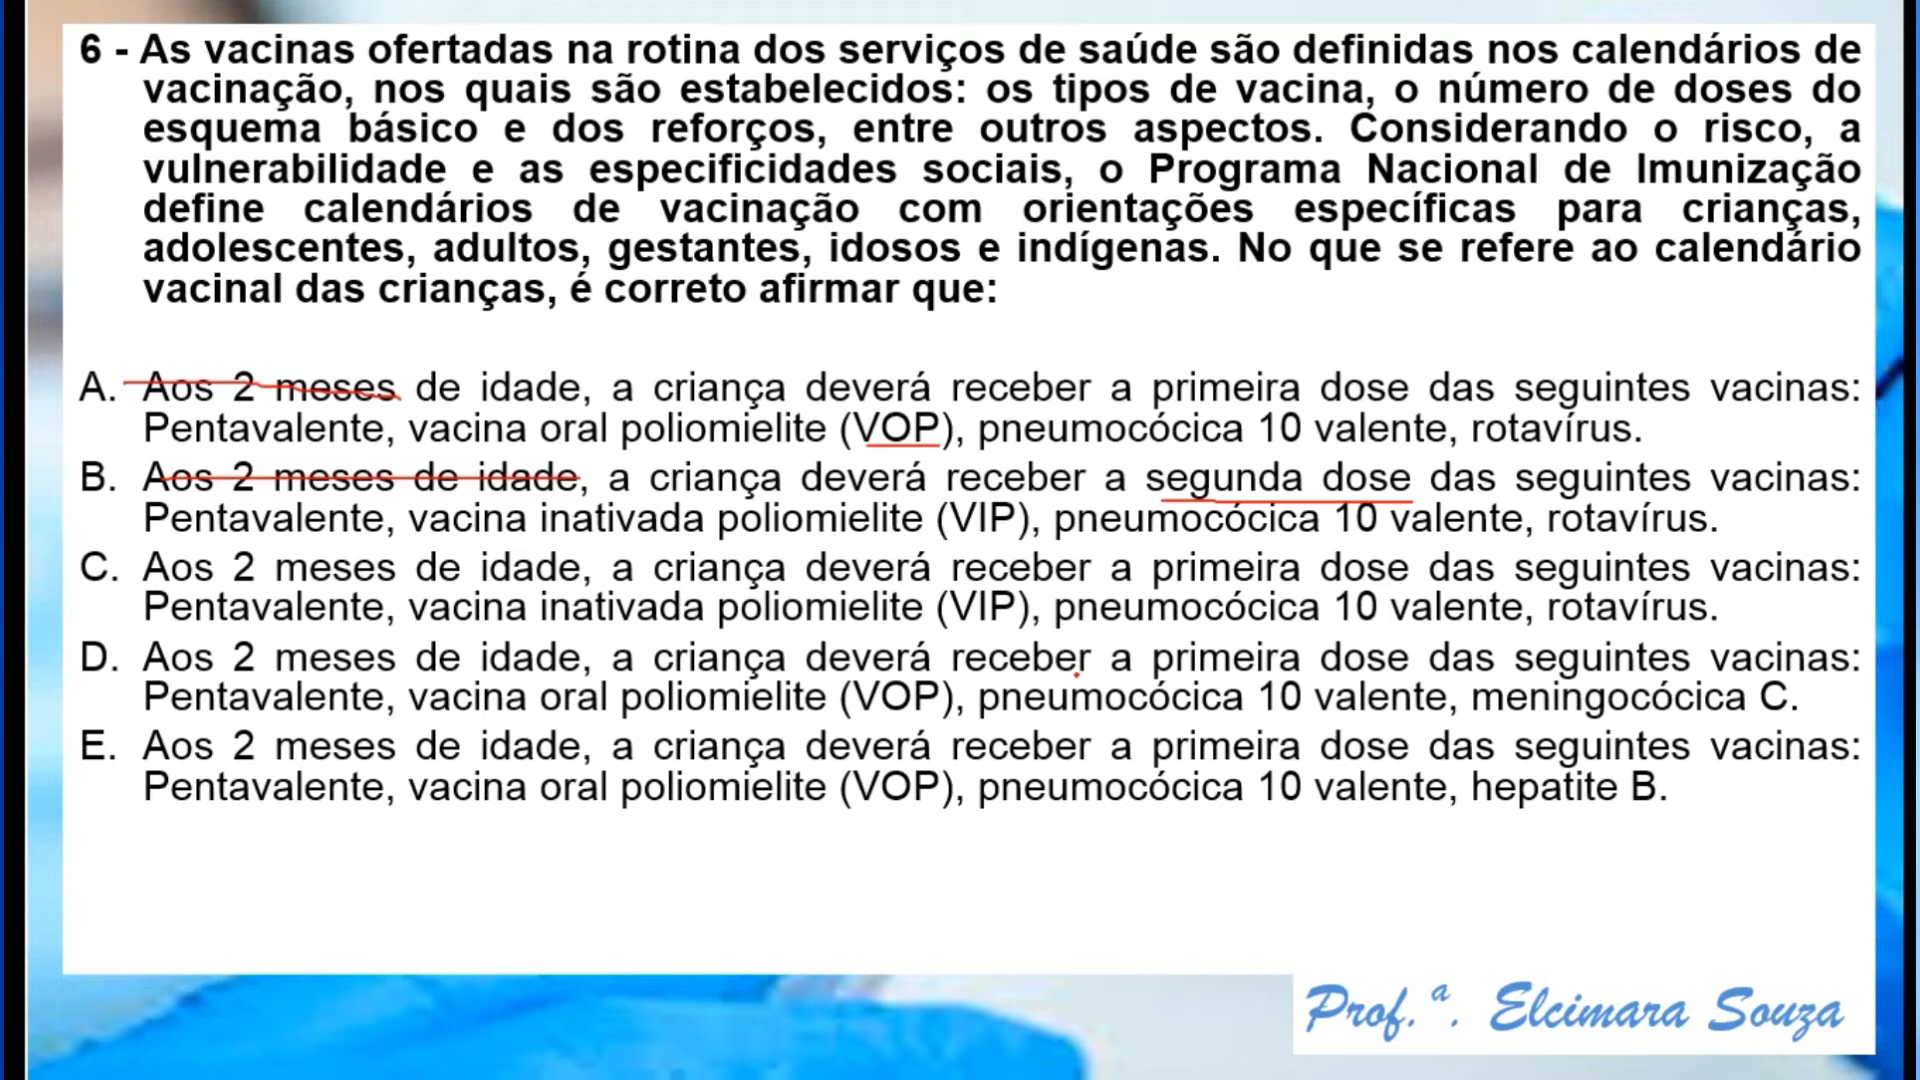 6 - As vacinas ofertadas na rotina dos serviços de saúde são definidas nos calendários de
vacinação, nos quais são estabelecidos: os tipos de vacina, o número de doses do
esquema básico e dos reforços, entre outros aspectos. Considerando o risco, a
vulnerabilidade e as especificidades sociais, o Programa Nacional de Imunização
define calendários de vacinação com orientações específicas para crianças,
adolescentes, adultos, gestantes, idosos e indígenas. No que se refere ao calendário
vacinal das crianças, é correto afirmar que:
A. Aos 2 meses de idade, a criança deverá receber a primeira dose das seguintes vacinas:
Pentavalente, vacina oral poliomielite (VOP), pneumocócica 10 valente, rotavírus.
B. Aos 2 meses de idade, a criança deverá receber a segunda dose das seguintes vacinas:
Pentavalente, vacina inativada poliomielite (VIP), pneumocócica 10 valente, rotavírus.
C. Aos 2 meses de idade, a criança deverá receber a primeira dose das seguintes vacinas:
Pentavalente, vacina inativada poliomielite (VIP), pneumocócica 10 valente, rotavírus.
D. Aos 2 meses de idade, a criança deverá receber a primeira dose das seguintes vacinas:
Pentavalente, vacina oral poliomielite (VOP), pneumocócica 10 valente, meningocócica C.
E. Aos 2 meses de idade, a criança deverá receber a primeira dose das seguintes vacinas:
Pentavalente, vacina oral poliomielite (VOP), pneumocócica 10 valente, hepatite B.
Prof.ª. Elcimara Souza